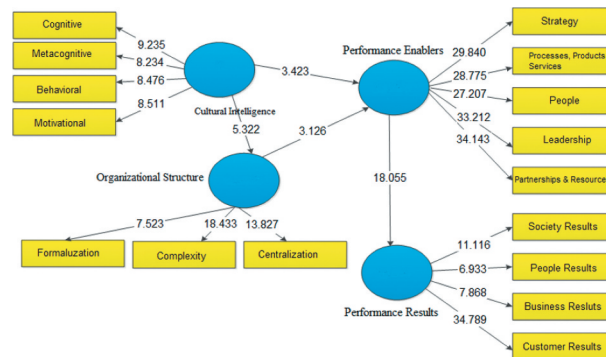 Cognitive
Metacognitive
Behavioral
Motivational
9.235
8.234
8.476
8.511
Cultural Intelligence
3.423
5.322
3.126
Organizational Structure
7.523
18.433
13.827
Formaluzation
Complexity
Centralization
Performance Enablers
29.840
28.775
27.207
33.212
34.143
Strategy
Processes, Products
Services
People
Leadership
Partnerships & Resource
18.055
Performance Results
11.116
6.933
7.868
34.789
Society Results
People Results
Business Resluts
Customer Results